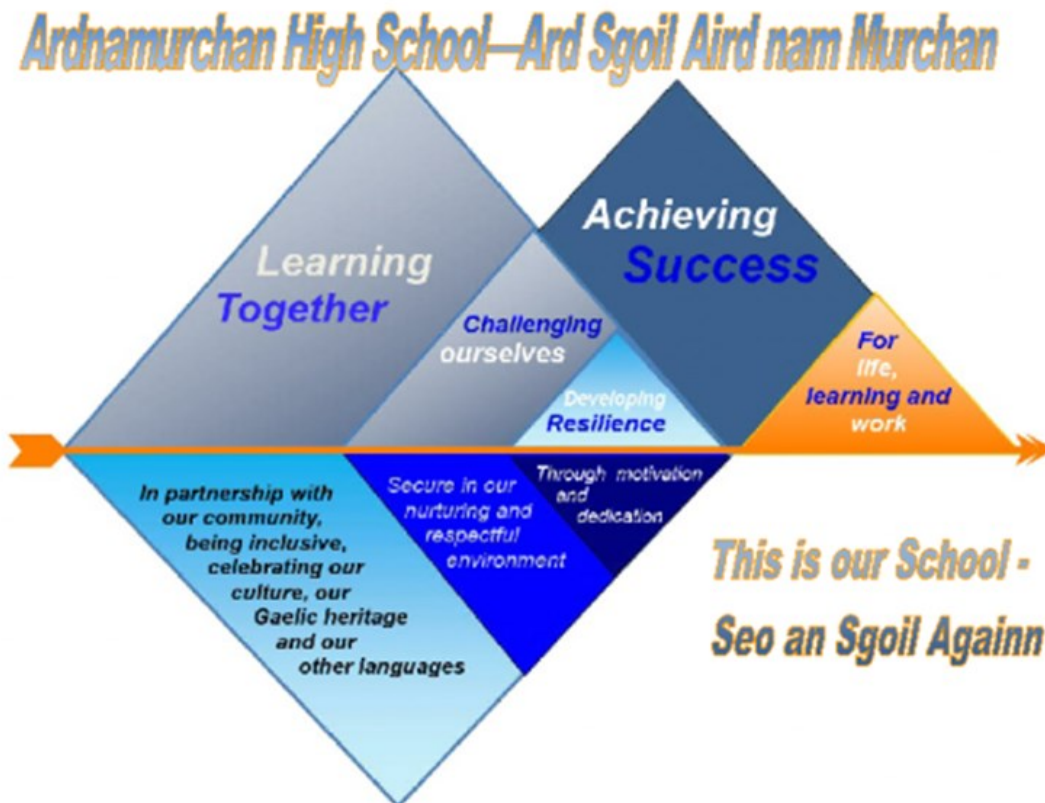 Ardnamurchan High School—Ard Sgoil Aird nam Murchan
Learning
Together
Challenging
ourselves
Developing
Resilience
Achieving
Success
For
life,
learning and
work
In partnership with
our community,
being inclusive,
celebrating our
culture, our
Gaelic heritage
and our
other languages
Secure in our
nurturing and
respectful
environment
Through motivation
and
dedication
This is our School -
Seo an Sgoil Againn